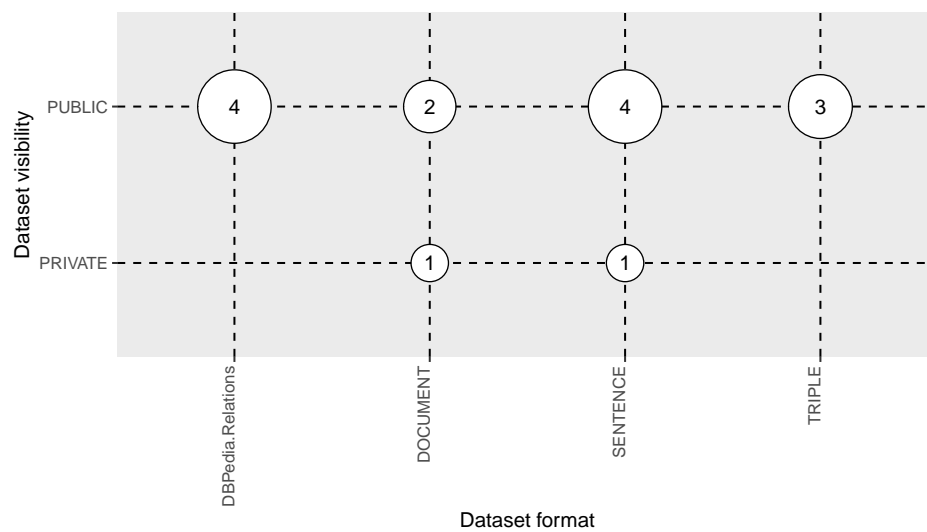 PUBLIC
4
2
4
3
PRIVATE
1
1
Dataset visibility
DBPedia.Relations
DOCUMENT
SENTENCE
TRIPLE
Dataset format